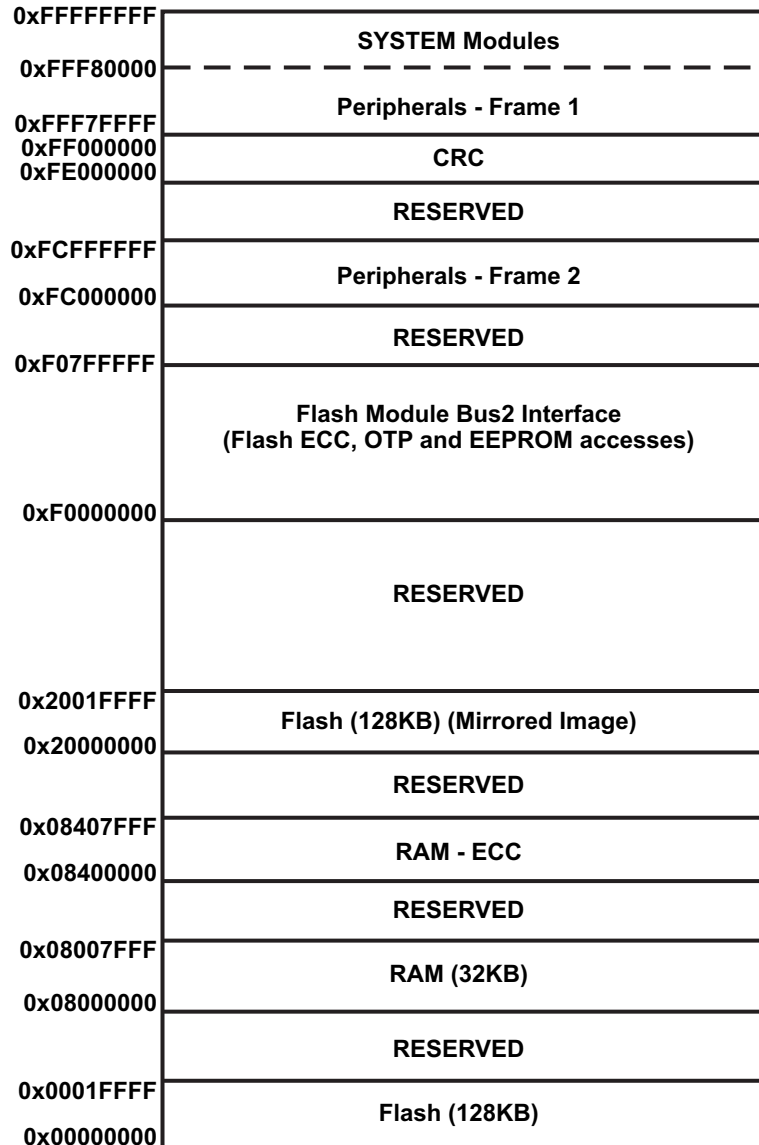 0xFFFFFFFF
SYSTEM Modules
0xFFF80000
Peripherals - Frame 1
0xFFF7FFFF
0xFF000000
CRC
0xFE000000
RESERVED
0xFCFFFFFF
Peripherals - Frame 2
0xFC000000
RESERVED
0xF07FFFFF
Flash Module Bus2 Interface
(Flash ECC, OTP and EEPROM accesses)
0xF0000000
RESERVED
0x2001FFFF
Flash (128KB) (Mirrored Image)
0x20000000
RESERVED
0x08407FFF
RAM - ECC
0x08400000
RESERVED
0x08007FFF
RAM (32KB)
0x08000000
RESERVED
0x0001FFFF
Flash (128KB)
0x00000000